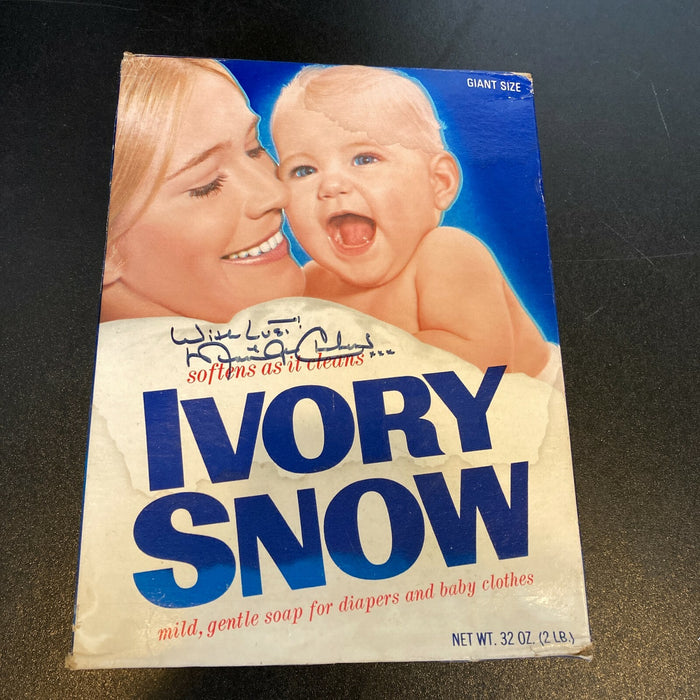 GIANT SIZE
With Lust!
softens as it cleans
IVORY
SNOW
mild, gentle soap for diapers and baby clothes
NET WT. 32 OZ. (2 LB.)